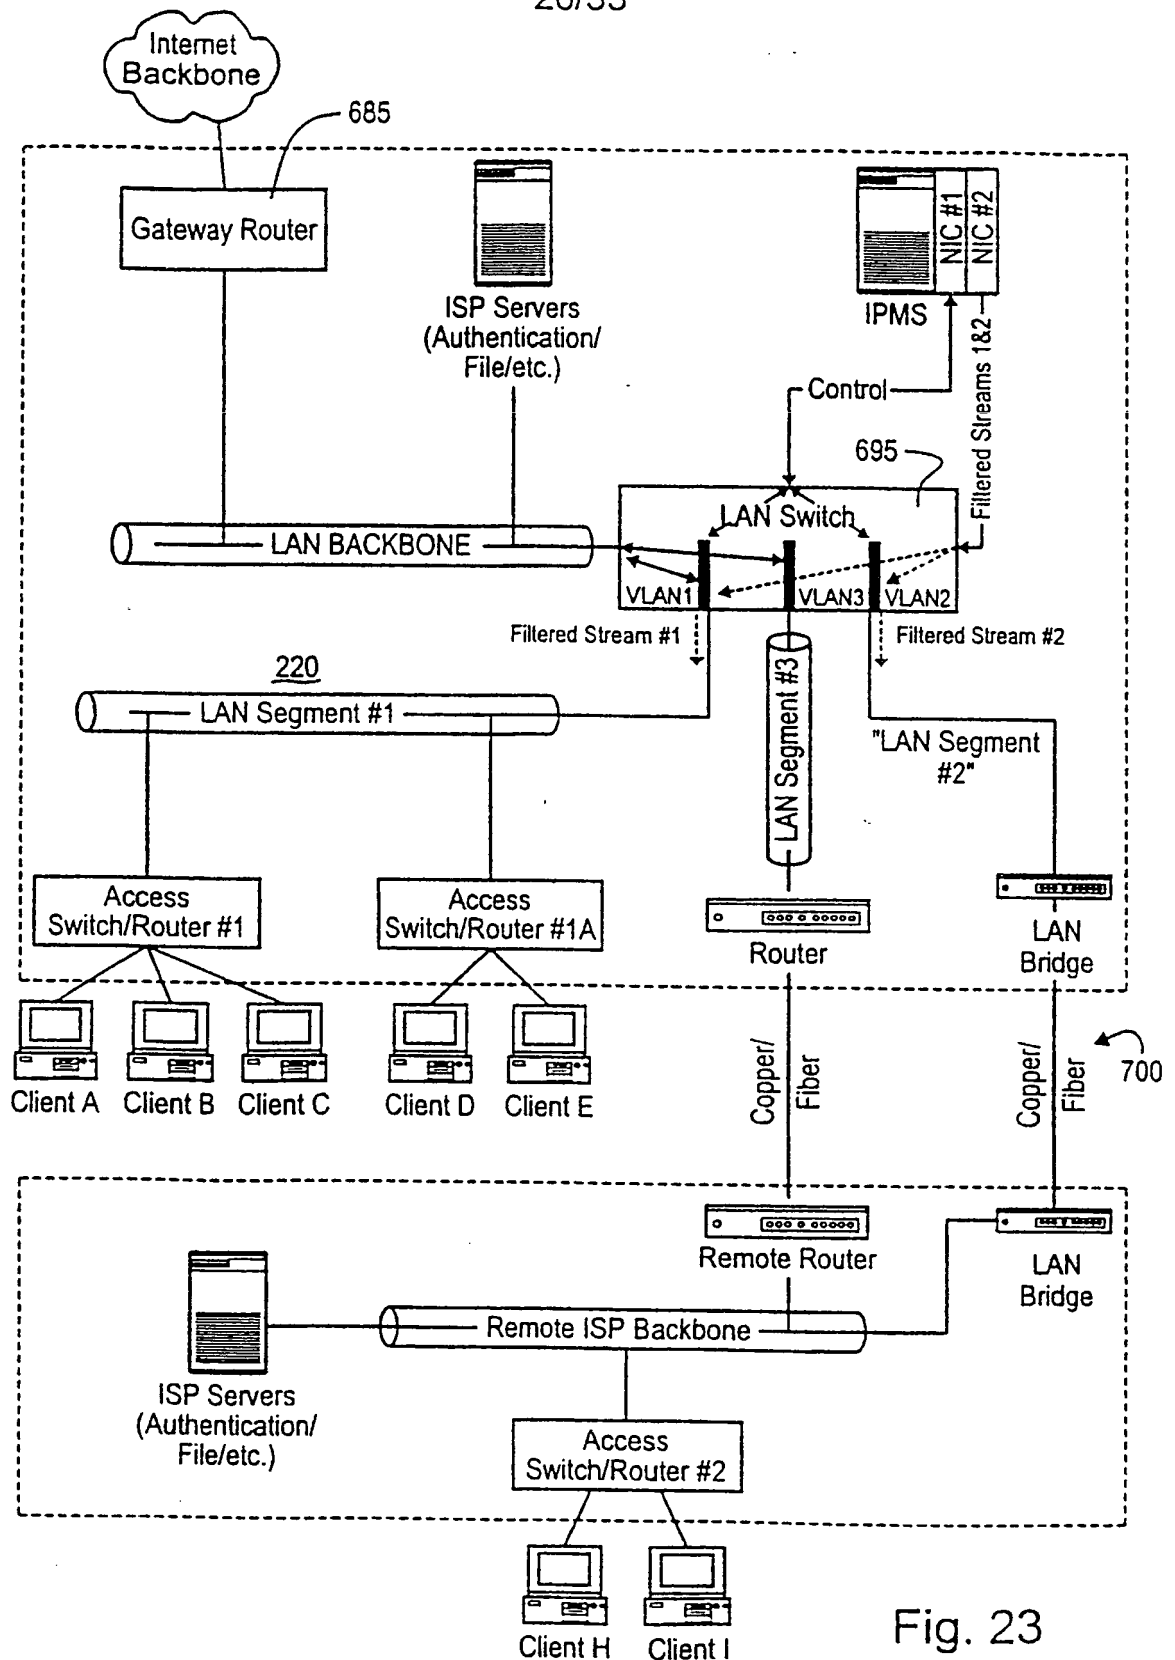 20/33
Internet
Backbone
685
Gateway Router
ISP Servers
(Authentication/
File/etc.)
NIC #1
NIC #2
IPMS
Control
Filtered Streams 1&2
695
LAN Switch
LAN BACKBONE
VLAN1
VLAN3
VLAN2
Filtered Stream #1
Filtered Stream #2
220
LAN Segment #1
LAN Segment #3
"LAN Segment
#2"
Access
Switch/Router #1
Access
Switch/Router #1A
Router
LAN
Bridge
Client A
Client B
Client C
Client D
Client E
Copper/
Fiber
Copper/
Fiber
700
Remote Router
LAN
Bridge
Remote ISP Backbone
ISP Servers
(Authentication/
File/etc.)
Access
Switch/Router #2
Client H
Client I
Fig. 23